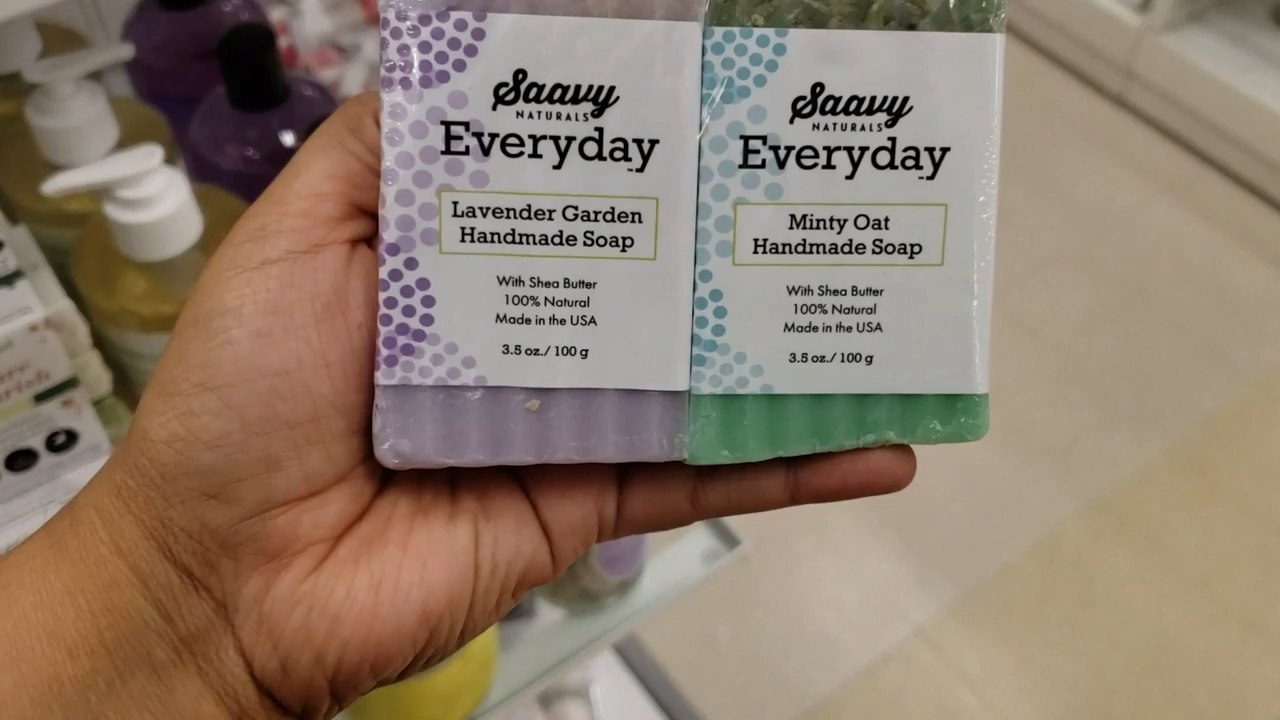 Saavy
NATURALS
Everyday
Lavender Garden
Handmade Soap
With Shea Butter
100% Natural
Made in the USA
3.5 oz./ 100 g
Saavy
NATURALS
Everyday
Minty Oat
Handmade Soap
With Shea Butter
100% Natural
Made in the USA
3.5 oz./ 100 g